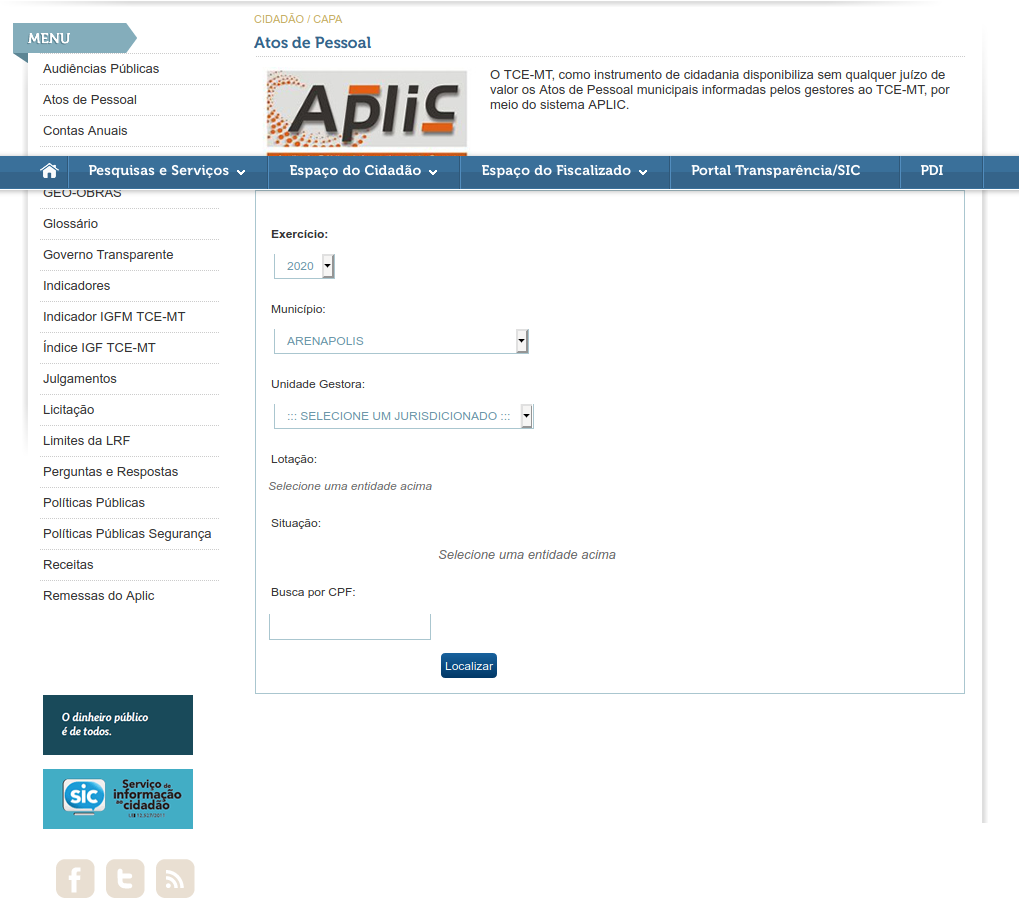 CIDADÃO / CAPA
MENU
Atos de Pessoal
Audiências Públicas
Atos de Pessoal
Contas Anuais
Aplic
O TCE-MT, como instrumento de cidadania disponibiliza sem qualquer juízo de
valor os Atos de Pessoal municipais informadas pelos gestores ao TCE-MT, por
meio do sistema APLIC.
Pesquisas e Serviços
Espaço do Cidadão
Espaço do Fiscalizado
Portal Transparência/SIC
PDI
GEO-OBRAS
Glossário
Governo Transparente
Indicadores
Indicador IGFM TCE-MT
Índice IGF TCE-MT
Julgamentos
Licitação
Limites da LRF
Perguntas e Respostas
Políticas Públicas
Políticas Públicas Segurança
Receitas
Remessas do Aplic
Exercício:
2020
Município:
ARENAPOLIS
Unidade Gestora:
::: SELECIONE UM JURISDICIONADO :::
Lotação:
Selecione uma entidade acima
Situação:
Selecione uma entidade acima
Busca por CPF:
Localizar
O dinheiro público
é de todos.
sic
Serviço de
informação
ao cidadão